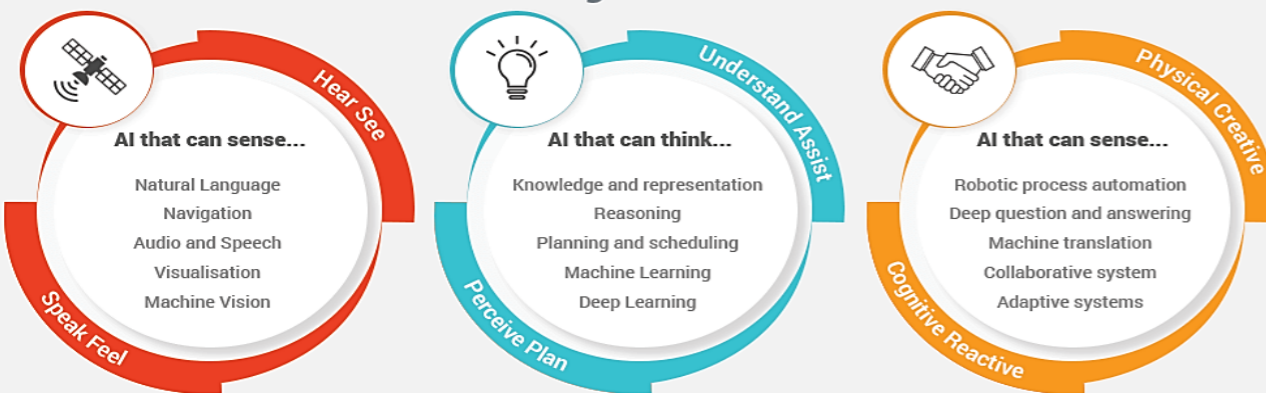 Hear See
AI that can sense...
Natural Language
Navigation
Audio and Speech
Visualisation
Machine Vision
Speak Feel
Understand Assist
AI that can think...
Knowledge and representation
Reasoning
Planning and scheduling
Machine Learning
Deep Learning
Perceive Plan
Physical Creative
AI that can sense...
Robotic process automation
Deep question and answering
Machine translation
Collaborative system
Adaptive systems
Cognitive Reactive